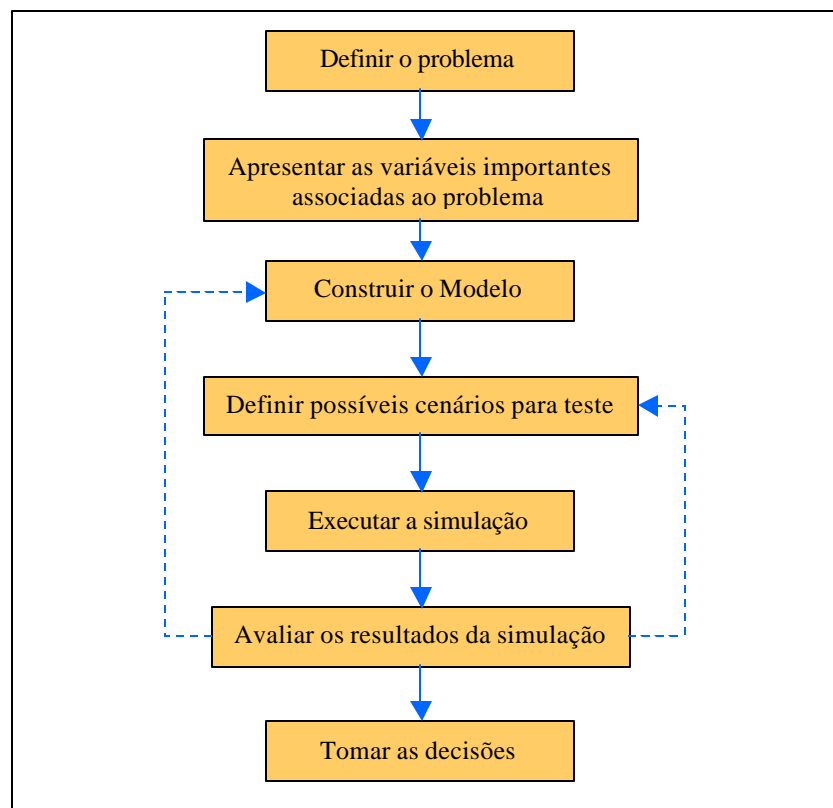 Definir o problema
Apresentar as variáveis importantes
associadas ao problema
Construir o Modelo
Definir possíveis cenários para teste
Executar a simulação
Avaliar os resultados da simulação
Tomar as decisões